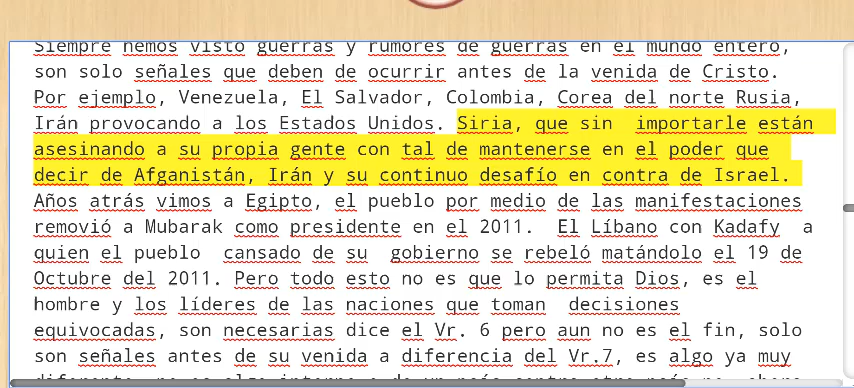 Siempre hemos visto guerras y rumores de guerras en el mundo entero,
son solo señales que deben de ocurrir antes de la venida de Cristo.
Por ejemplo, Venezuela, El Salvador, Colombia, Corea del norte Rusia,
Irán provocando a los Estados Unidos. Siria, que sin  importarle están
asesinando a su propia gente con tal de mantenerse en el poder que
decir de Afganistán, Irán y su continuo desafío en contra de Israel.
Años atrás vimos a Egipto, el pueblo por medio de las manifestaciones
removió a Mubarak como presidente en el 2011.  El Líbano con Kadafy  a
quien el pueblo  cansado de su  gobierno se rebeló matándolo el 19 de
Octubre del 2011. Pero todo esto no es que lo permita Dios, es el
hombre y los líderes de las naciones que toman  decisiones
equivocadas, son necesarias dice el Vr. 6 pero aun no es el fin, solo
son señales antes de su venida a diferencia del Vr.7, es algo ya muy